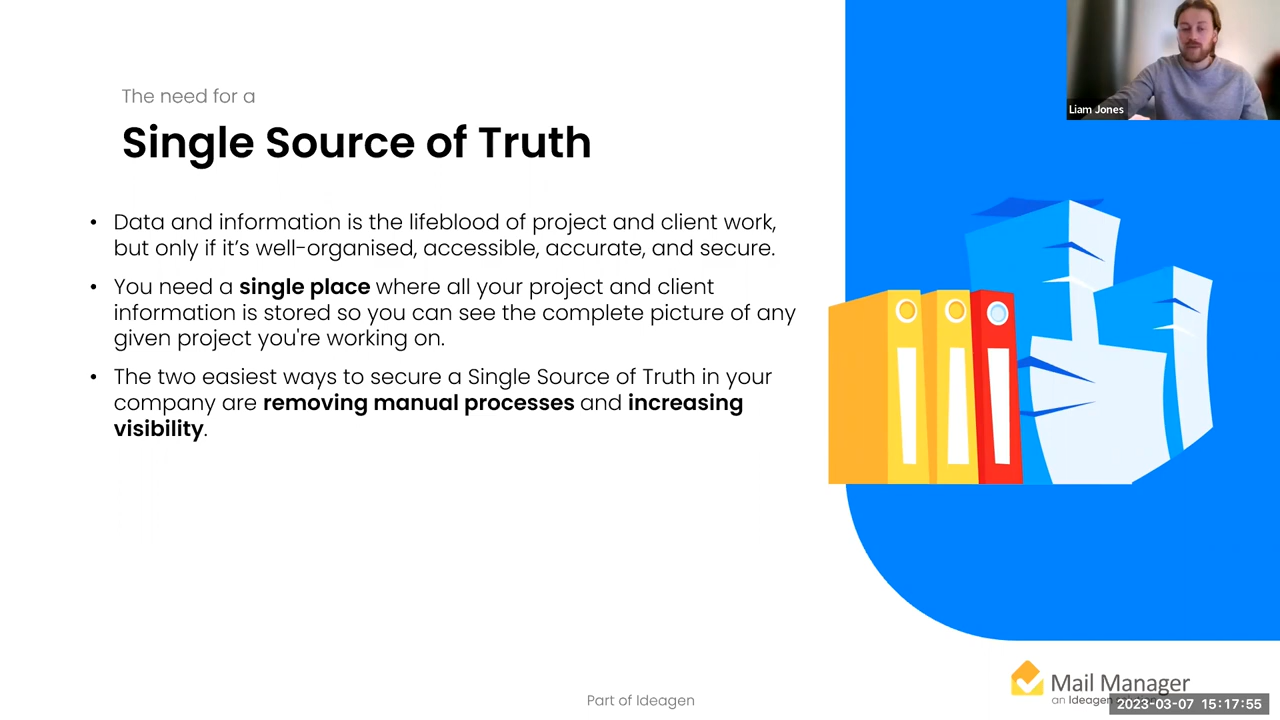 Liam Jones
The need for a
Single Source of Truth
• Data and information is the lifeblood of project and client work,
but only if it’s well-organised, accessible, accurate, and secure.
• You need a single place where all your project and client
information is stored so you can see the complete picture of any
given project you're working on.
• The two easiest ways to secure a Single Source of Truth in your
company are removing manual processes and increasing
visibility.
Mail Manager
an Ideagen
Part of Ideagen
2023-03-07 15:17:55